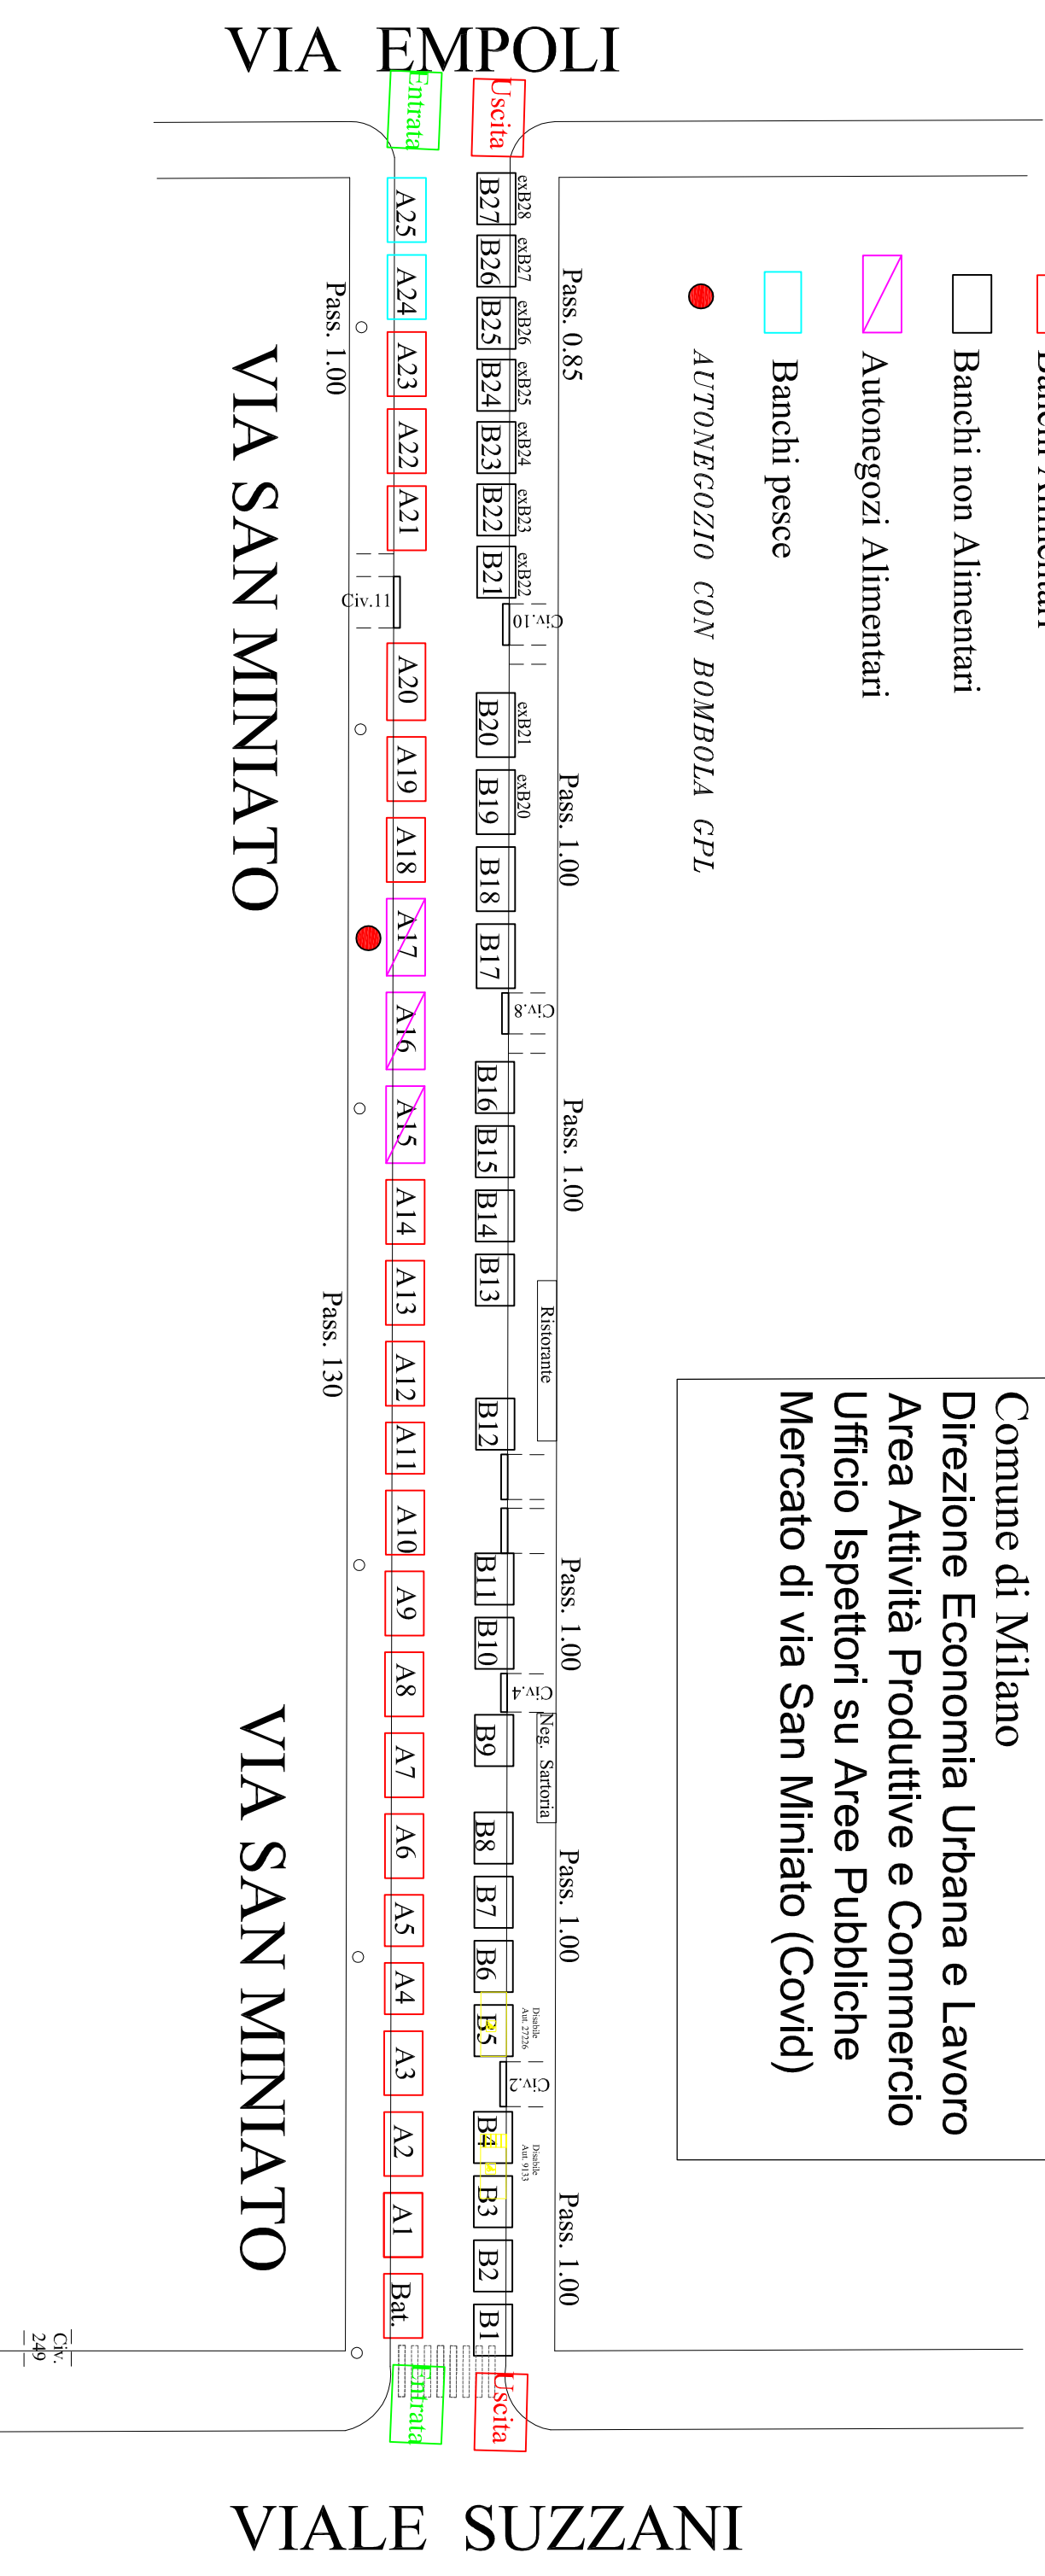 VIA EMPOLI
Entrata
Uscita
A25
A24
A23
A22
A21
Civ.11
A20
A19
A18
A17
A16
A15
A14
A13
A12
A11
A10
A9
A8
A7
A6
A5
A4
A3
A2
A1
Bat.
B27 exB28
B26 exB27
B25 exB26
B24 exB25
B23 exB24
B22 exB23
B21 exB22
Civ.10
B20 exB21
B19 exB20
B18
B17
Civ.8
B16
B15
B14
B13
Ristorante
B12
B11
B10
Civ.4
B9
Neg. Sartoria
B8
B7
B6
B5
Disabile
Aut. 27226
Civ.2
B4
Disabile
Aut. 9133
B3
B2
B1
Pass. 1.00
Pass. 130
Pass. 0.85
Pass. 1.00
Pass. 1.00
Pass. 1.00
Pass. 1.00
Pass. 1.00
VIA SAN MINIATO
VIA SAN MINIATO
Banchi non Alimentari
Autonegozi Alimentari
Banchi pesce
AUTONEGOZIO CON BOMBOLA GPL
Comune di Milano
Direzione Economia Urbana e Lavoro
Area Attività Produttive e Commercio
Ufficio Ispettori su Aree Pubbliche
Mercato di via San Miniato (Covid)
Civ.
249
Entrata
Uscita
VIALE SUZZANI